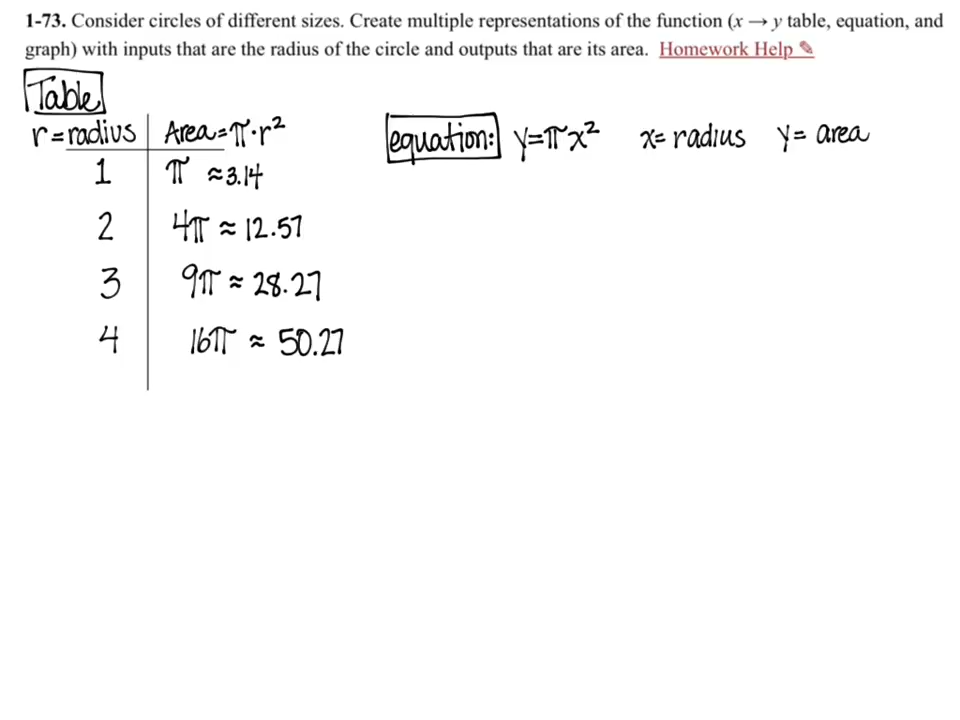 1-73. Consider circles of different sizes. Create multiple representations of the function (x → y table, equation, and
graph) with inputs that are the radius of the circle and outputs that are its area. Homework Help ✎
Table
r = radius Area = π · r²
1 π ≈ 3.14
2 4π ≈ 12.57
3 9π ≈ 28.27
4 16π ≈ 50.27
equation: y = πx² x = radius y = area